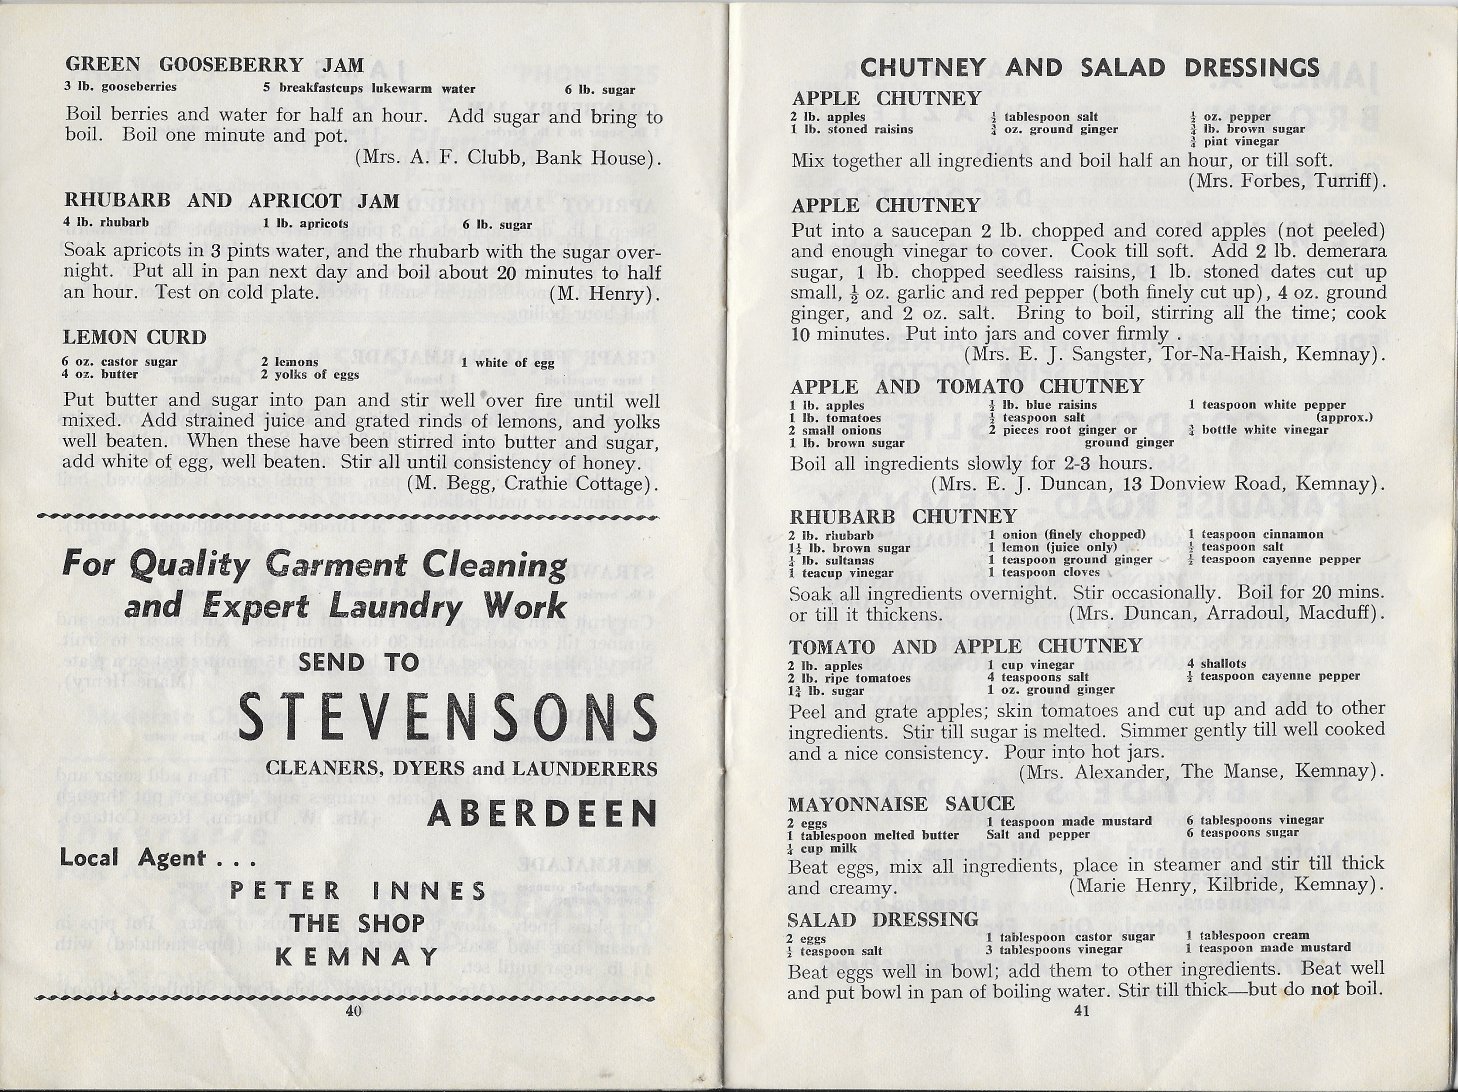 GREEN GOOSEBERRY JAM
3 lb. gooseberries 5 breakfastcups lukewarm water 6 lb. sugar
Boil berries and water for half an hour. Add sugar and bring to
boil. Boil one minute and pot.
(Mrs. A. F. Clubb, Bank House).
RHUBARB AND APRICOT JAM
4 lb. rhubarb 1 lb. apricots 6 lb. sugar
Soak apricots in 3 pints water, and the rhubarb with the sugar over-
night. Put all in pan next day and boil about 20 minutes to half
an hour. Test on cold plate. (M. Henry).
LEMON CURD
6 oz. castor sugar 2 lemons 1 white of egg
4 oz. butter 2 yolks of eggs
Put butter and sugar into pan and stir well over fire until well
mixed. Add strained juice and grated rinds of lemons, and yolks
well beaten. When these have been stirred into butter and sugar,
add white of egg, well beaten. Stir all until consistency of honey.
(M. Begg, Crathie Cottage).
For Quality Garment Cleaning
and Expert Laundry Work
SEND TO
STEVENSONS
CLEANERS, DYERS and LAUNDERERS
ABERDEEN
Local Agent . . .
PETER INNES
THE SHOP
KEMNAY
40
CHUTNEY AND SALAD DRESSINGS
APPLE CHUTNEY
2 lb. apples ½ tablespoon salt ½ oz. pepper
1 lb. stoned raisins ¾ oz. ground ginger ¾ lb. brown sugar
¾ pint vinegar
Mix together all ingredients and boil half an hour, or till soft.
(Mrs. Forbes, Turriff).
APPLE CHUTNEY
Put into a saucepan 2 lb. chopped and cored apples (not peeled)
and enough vinegar to cover. Cook till soft. Add 2 lb. demerara
sugar, 1 lb. chopped seedless raisins, 1 lb. stoned dates cut up
small, ½ oz. garlic and red pepper (both finely cut up), 4 oz. ground
ginger, and 2 oz. salt. Bring to boil, stirring all the time; cook
10 minutes. Put into jars and cover firmly .
(Mrs. E. J. Sangster, Tor-Na-Haish, Kemnay).
APPLE AND TOMATO CHUTNEY
1 lb. apples ½ lb. blue raisins 1 teaspoon white pepper
1 lb. tomatoes ½ teaspoon salt (approx.)
2 small onions 2 pieces root ginger or ¾ bottle white vinegar
1 lb. brown sugar ground ginger
Boil all ingredients slowly for 2-3 hours.
(Mrs. E. J. Duncan, 13 Donview Road, Kemnay).
RHUBARB CHUTNEY
2 lb. rhubarb 1 onion (finely chopped) 1 teaspoon cinnamon
1½ lb. brown sugar 1 lemon (juice only) ½ teaspoon salt
lb. sultanas 1 teaspoon ground ginger ½ teaspoon cayenne pepper
1 teacup vinegar 1 teaspoon cloves
Soak all ingredients overnight. Stir occasionally. Boil for 20 mins.
or till it thickens. (Mrs. Duncan, Arradoul, Macduff).
TOMATO AND APPLE CHUTNEY
2 lb. apples 1 cup vinegar 4 shallots
2 lb. ripe tomatoes 4 teaspoons salt ½ teaspoon cayenne pepper
1¾ lb. sugar 1 oz. ground ginger
Peel and grate apples; skin tomatoes and cut up and add to other
ingredients. Stir till sugar is melted. Simmer gently till well cooked
and a nice consistency. Pour into hot jars.
(Mrs. Alexander, The Manse, Kemnay).
MAYONNAISE SAUCE
2 eggs 1 teaspoon made mustard 6 tablespoons vinegar
1 tablespoon melted butter Salt and pepper 6 teaspoons sugar
cup milk
Beat eggs, mix all ingredients, place in steamer and stir till thick
and creamy. (Marie Henry, Kilbride, Kemnay).
SALAD DRESSING
2 eggs 1 tablespoon castor sugar 1 tablespoon cream
½ teaspoon salt 3 tablespoons vinegar 1 teaspoon made mustard
Beat eggs well in bowl; add them to other ingredients. Beat well
and put bowl in pan of boiling water. Stir till thick—but do not boil.
41